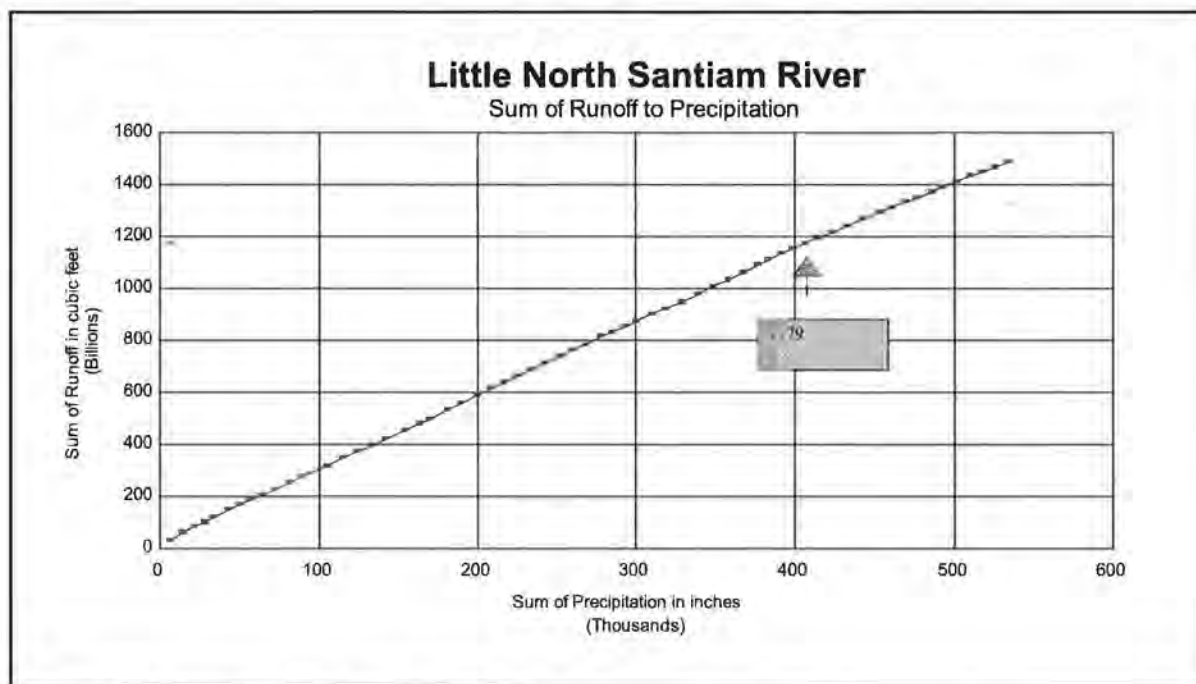 Little North Santiam River
Sum of Runoff to Precipitation
1600
1400
1200
1000
800
600
400
200
0
Sum of Runoff in cubic feet
(Billions)
79
0 100 200 300 400 500 600
Sum of Precipitation in inches
(Thousands)